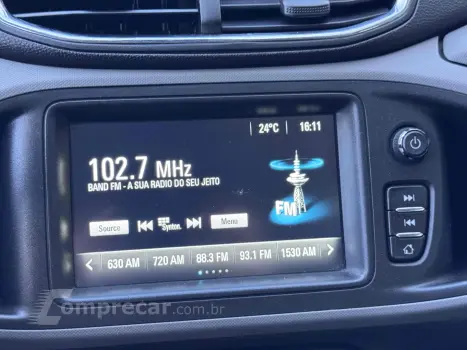 24°C 16:11
102.7 MHz
BAND FM - A SUA RADIO DO SEU JEITO
FM
Source Synton. Menu
630 AM 720 AM 88.3 FM 93.1 FM 1530 AM
Comprecar.com.br